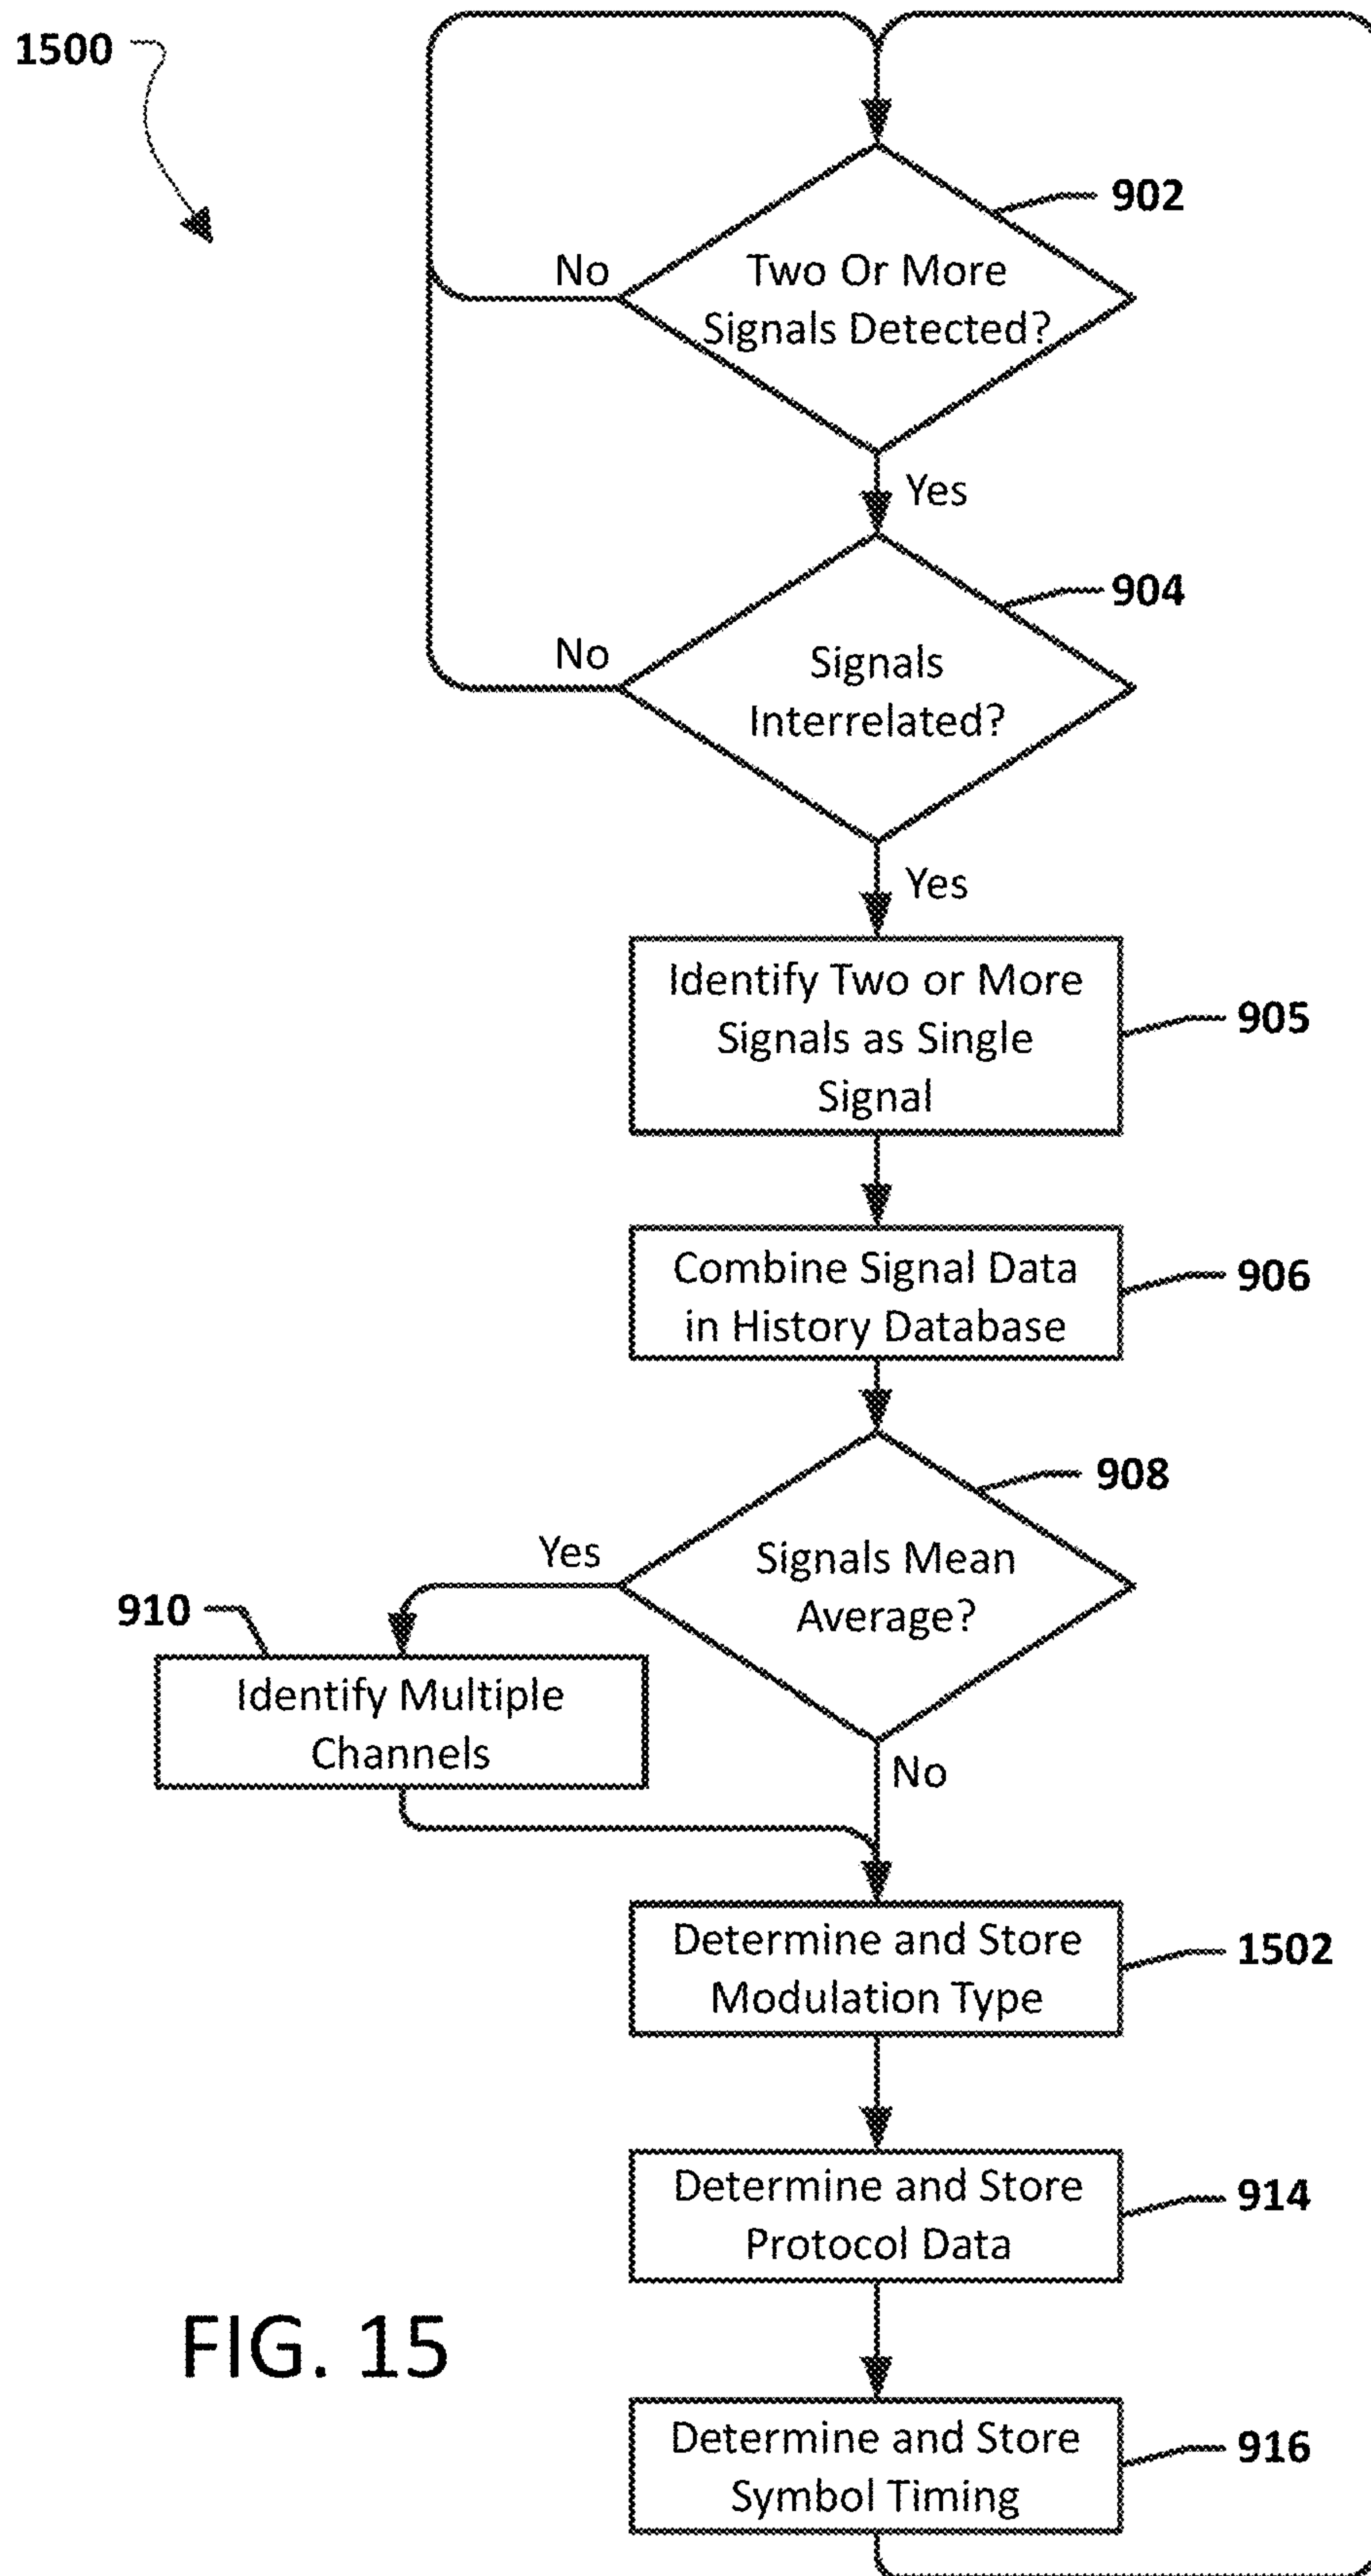 1500
902
No
Two Or More
Signals Detected?
Yes
904
No
Signals
Interrelated?
Yes
Identify Two or More
Signals as Single
Signal
905
Combine Signal Data
in History Database
906
908
Yes
Signals Mean
Average?
910
Identify Multiple
Channels
No
Determine and Store
Modulation Type
1502
Determine and Store
Protocol Data
914
FIG. 15
Determine and Store
Symbol Timing
916